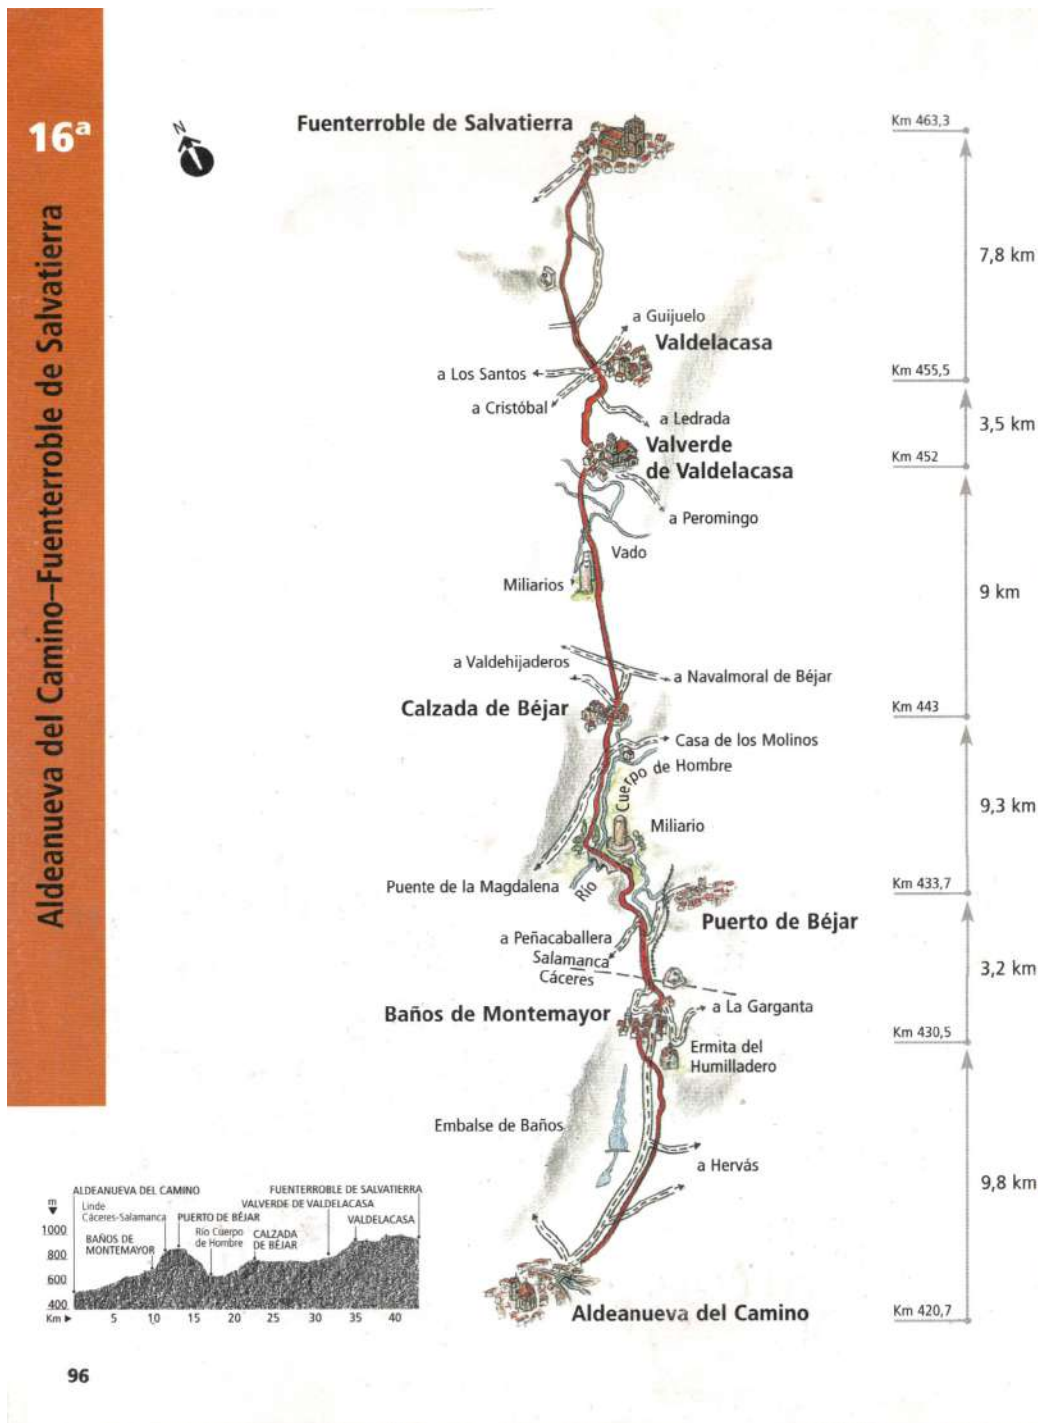 16ª
Aldeanueva del Camino–Fuenterroble de Salvatierra
N
Fuenterroble de Salvatierra
Km 463,3
7,8 km
a Guijuelo
Valdelacasa
a Los Santos
Km 455,5
a Cristóbal
a Ledrada
3,5 km
Valverde
de Valdelacasa
Km 452
a Peromingo
Vado
Miliarios
9 km
a Valdehijaderos
a Navalmoral de Béjar
Calzada de Béjar
Km 443
Casa de los Molinos
Río Cuerpo de Hombre
9,3 km
Miliario
Puente de la Magdalena
Km 433,7
Puerto de Béjar
a Peñacaballera
Salamanca
Cáceres
3,2 km
a La Garganta
Baños de Montemayor
Km 430,5
Ermita del
Humilladero
Embalse de Baños
a Hervás
9,8 km
Km 420,7
Aldeanueva del Camino
ALDEANUEVA DEL CAMINO
FUENTERROBLE DE SALVATIERRA
Linde
Cáceres-Salamanca
VALVERDE DE VALDELACASA
PUERTO DE BÉJAR
VALDELACASA
BAÑOS DE
MONTEMAYOR
Río Cuerpo
de Hombre
CALZADA
DE BÉJAR
m
1000
800
600
400
Km 5 10 15 20 25 30 35 40
96